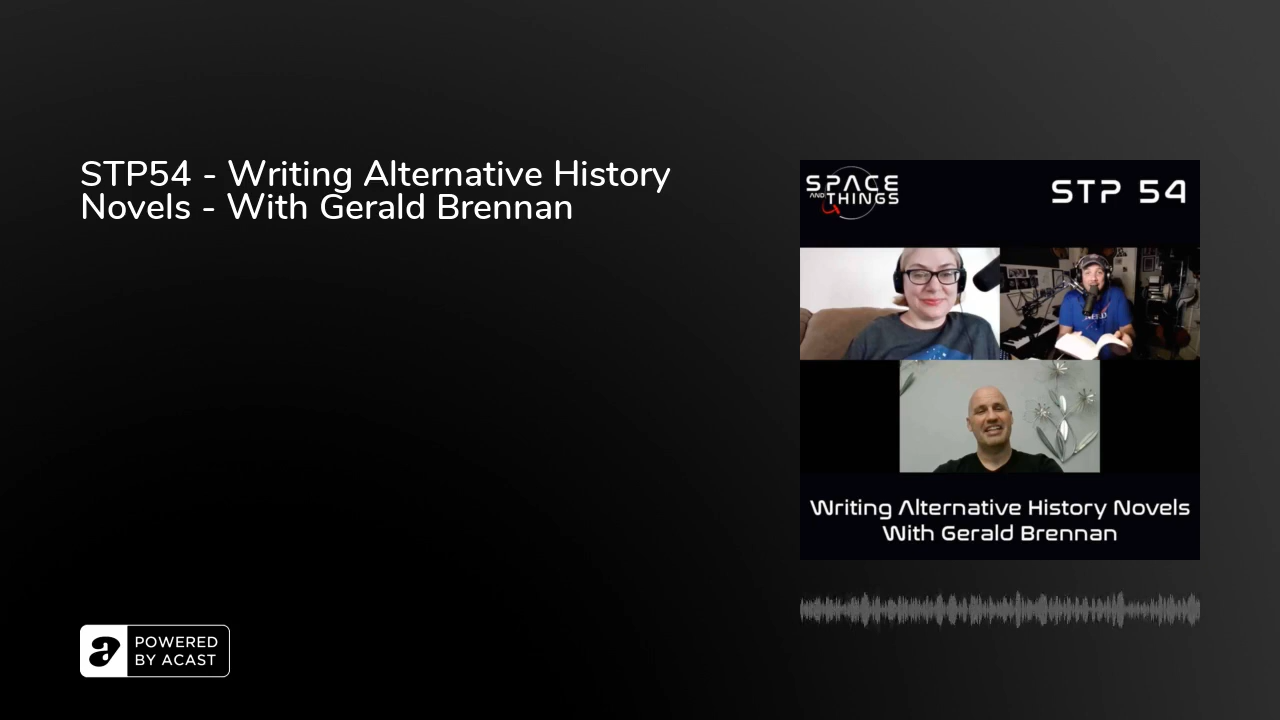 STP54 - Writing Alternative History
Novels - With Gerald Brennan
SPACE
AND THINGS
STP 54
Writing Alternative History Novels
With Gerald Brennan
POWERED
BY ACAST